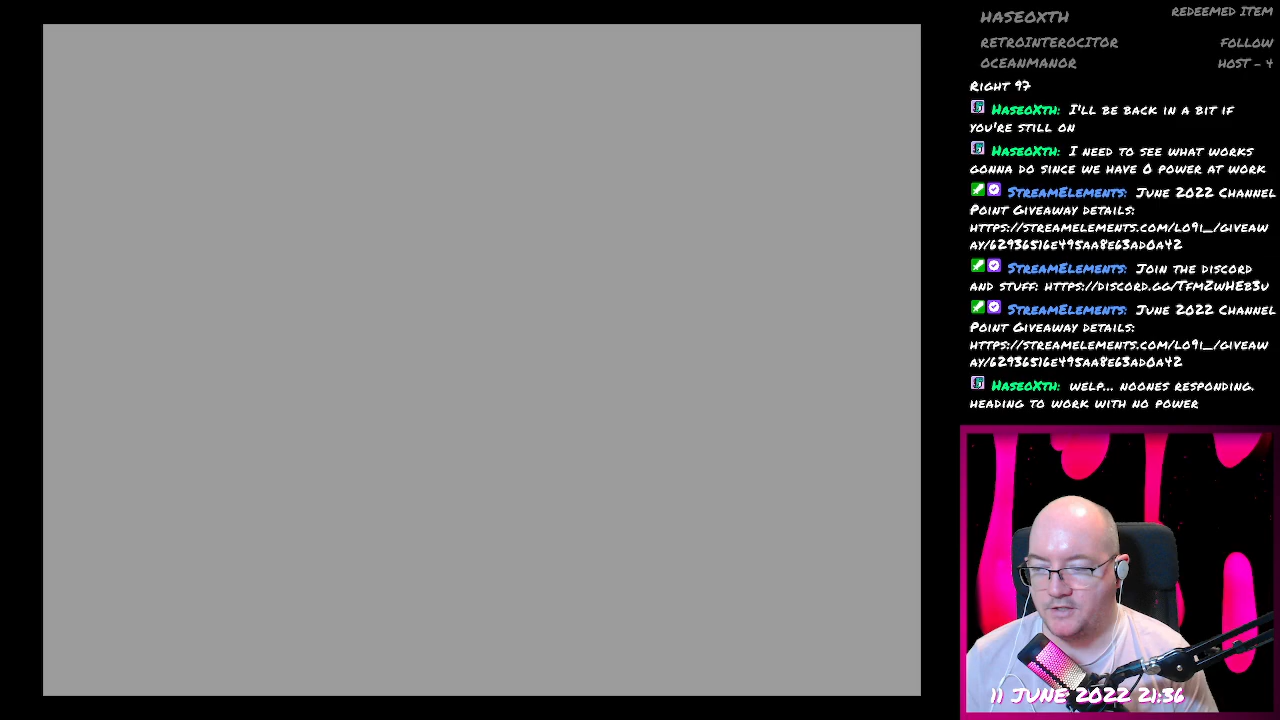 HASEOXTH REDEEMED ITEM
RETROINTEROCITOR FOLLOW
OCEANMANOR HOST - 4
RIGHT 97
HASEOXTH: I'LL BE BACK IN A BIT IF
YOU'RE STILL ON
HASEOXTH: I NEED TO SEE WHAT WORKS
GONNA DO SINCE WE HAVE 0 POWER AT WORK
STREAMELEMENTS: JUNE 2022 CHANNEL
POINT GIVEAWAY DETAILS:
HTTPS://STREAMELEMENTS.COM/LO9I_/GIVEAW
AY/62936516E495AA8E63AD0A42
STREAMELEMENTS: JOIN THE DISCORD
AND STUFF: HTTPS://DISCORD.GG/TFMZWHE83U
STREAMELEMENTS: JUNE 2022 CHANNEL
POINT GIVEAWAY DETAILS:
HTTPS://STREAMELEMENTS.COM/LO9I_/GIVEAW
AY/62936516E495AA8E63AD0A42
HASEOXTH: WELP... NOONES RESPONDING.
HEADING TO WORK WITH NO POWER
11 JUNE 2022 21:36